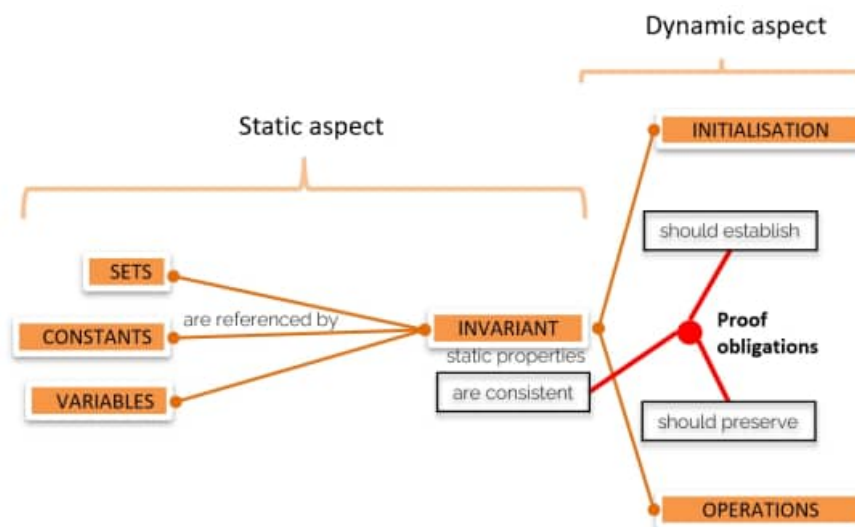 Dynamic aspect
INITIALISATION
Static aspect
should establish
SETS
are referenced by
CONSTANTS
INVARIANT
Proof
obligations
static properties
are consistent
VARIABLES
should preserve
OPERATIONS